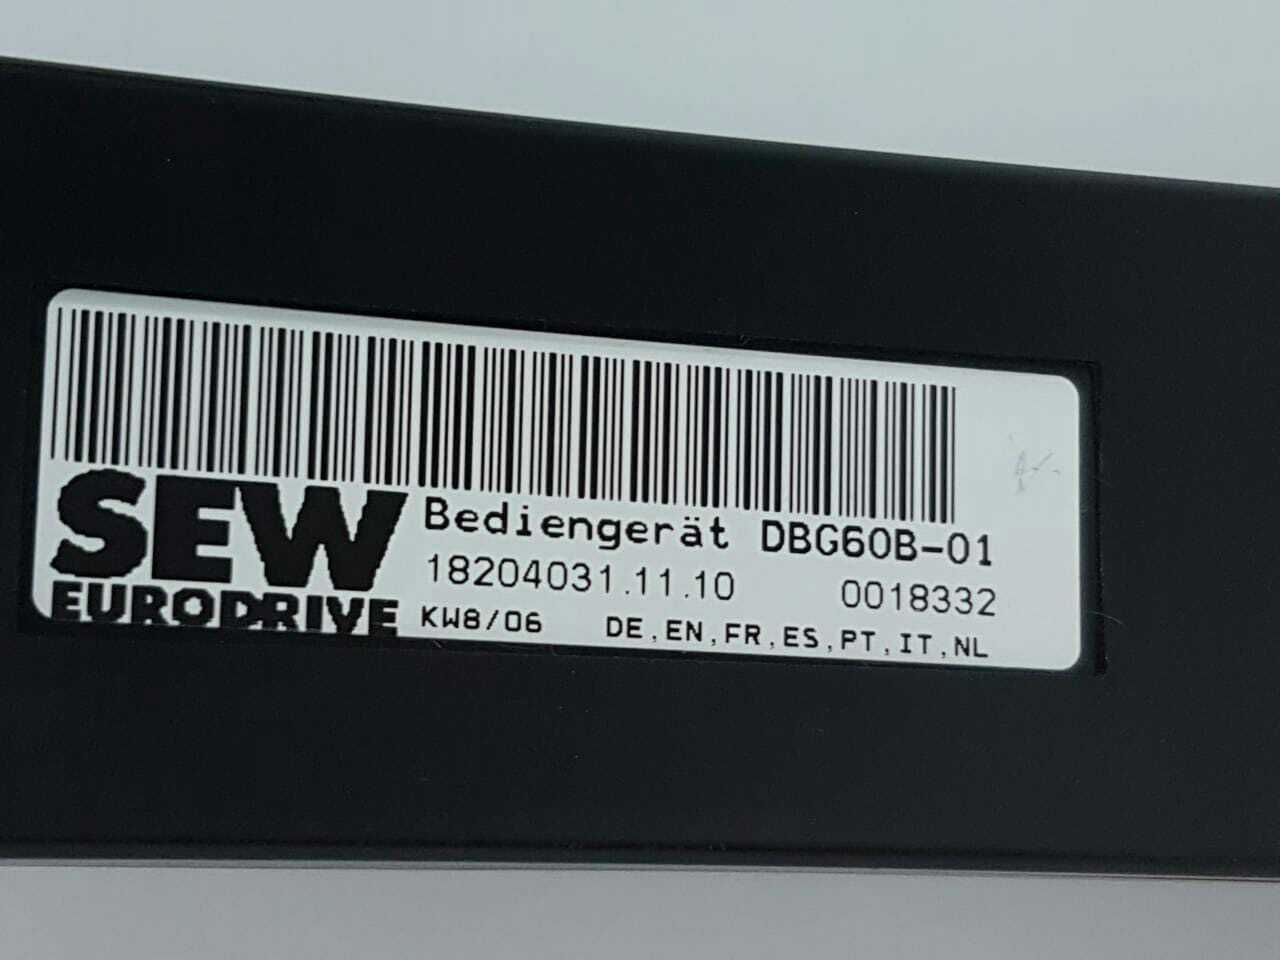 SEW
EURODRIVE
Bediengerät DBG60B-01
18204031.11.10 0018332
KW8/06 DE,EN,FR,ES,PT,IT,NL